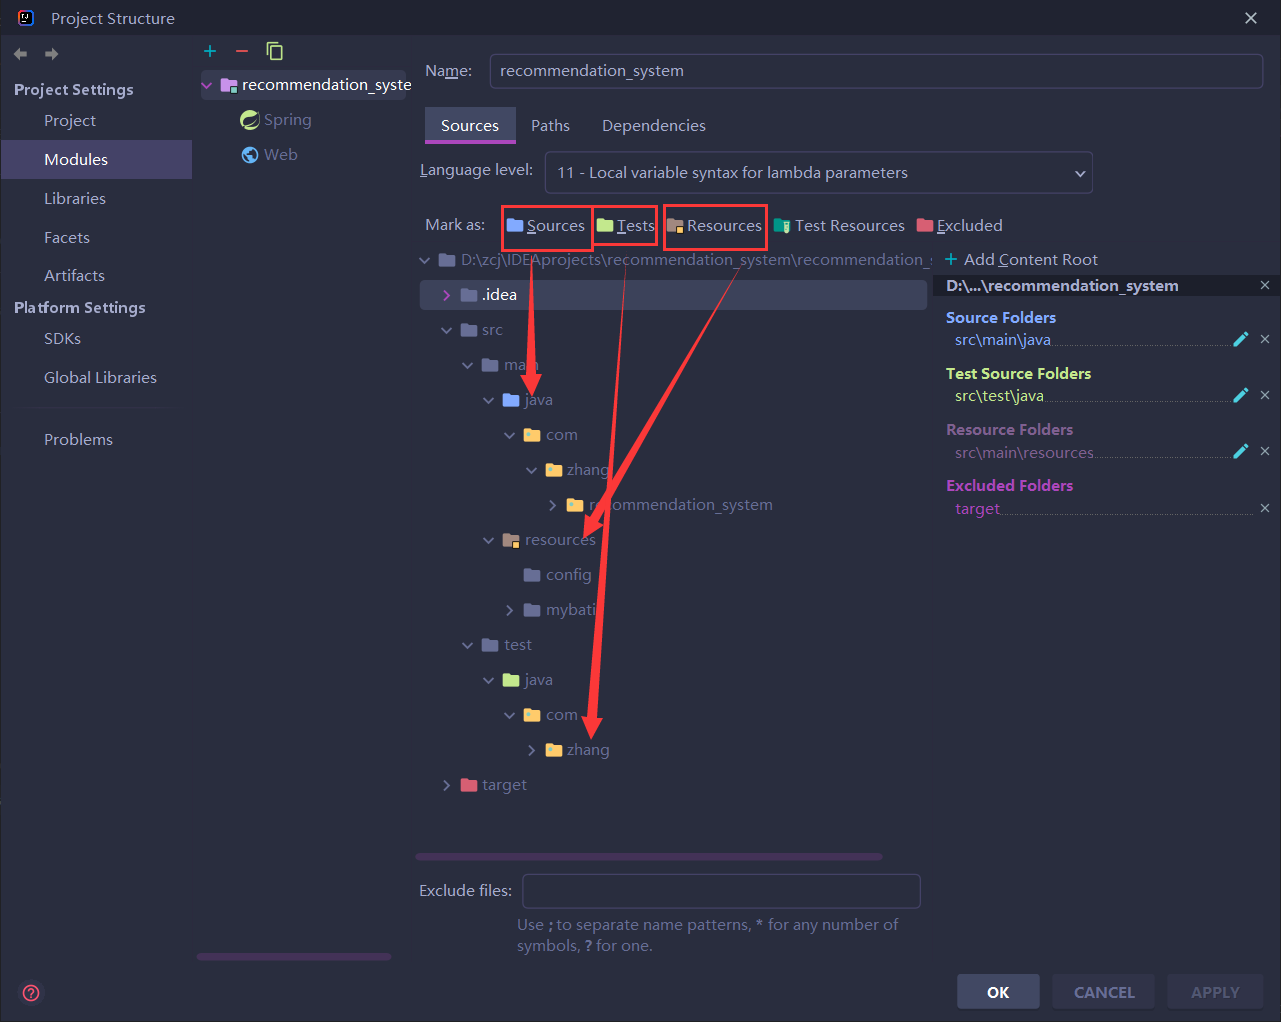 Project Structure
Project Settings
Project
Modules
Libraries
Facets
Artifacts
Platform Settings
SDKs
Global Libraries
Problems
recommendation_syste
Spring
Web
Name: recommendation_system
Sources Paths Dependencies
Language level: 11 - Local variable syntax for lambda parameters
Mark as: Sources Tests Resources Test Resources Excluded
D:\zcj\IDEAprojects\recommendation_system\recommendation_s
.idea
src
main
java
com
zhang
recommendation_system
resources
config
mybati
test
java
com
zhang
target
Exclude files:
Use ; to separate name patterns, * for any number of
symbols, ? for one.
+ Add Content Root
D:\...\recommendation_system
Source Folders
src\main\java
Test Source Folders
src\test\java
Resource Folders
src\main\resources
Excluded Folders
target
OK CANCEL APPLY